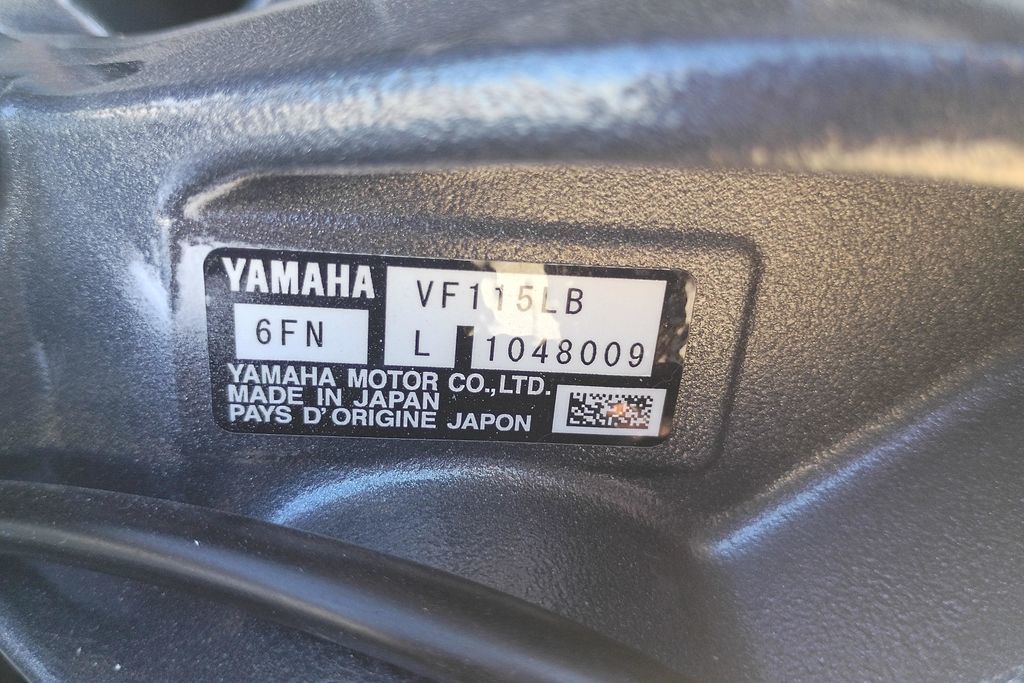 YAMAHA
VF115LB
6FN
L 1048009
YAMAHA MOTOR CO.,LTD.
MADE IN JAPAN
PAYS D'ORIGINE JAPON